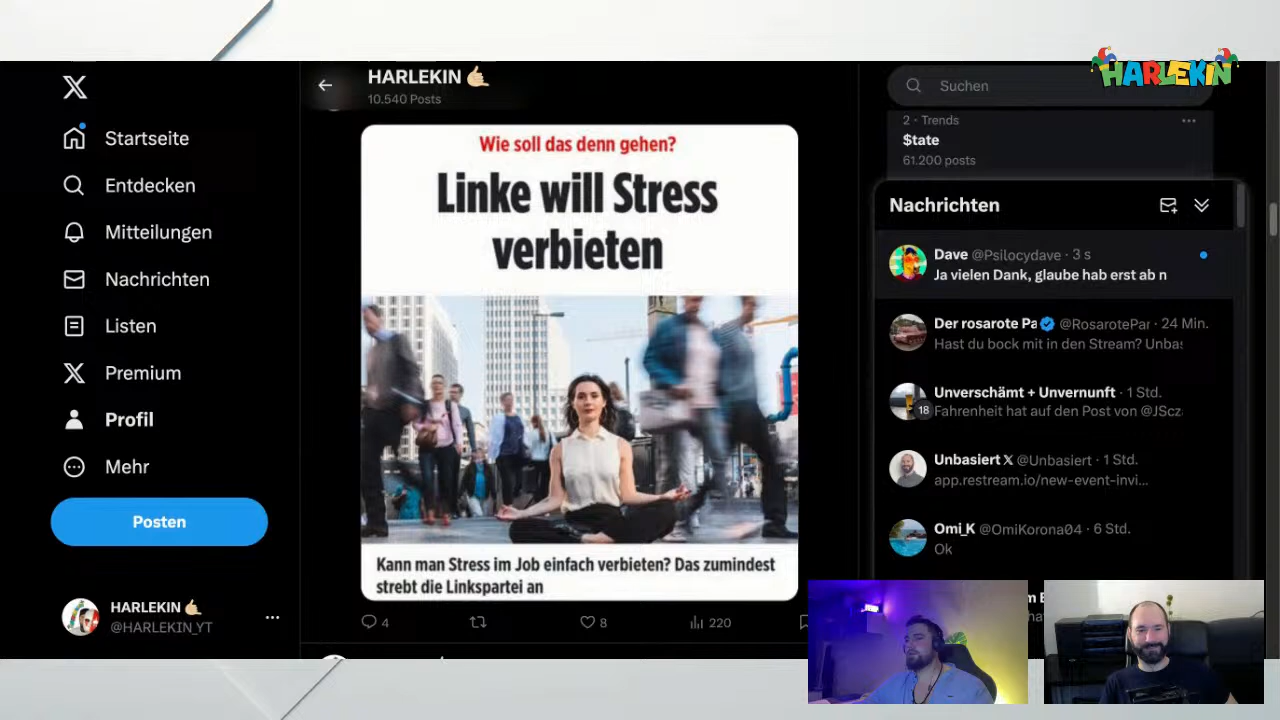 HARLEKIN
Startseite
Entdecken
Mitteilungen
Nachrichten
Listen
Premium
Profil
Mehr
Posten
HARLEKIN
@HARLEKIN_YT
HARLEKIN
10.540 Posts
Wie soll das denn gehen?
Linke will Stress
verbieten
Kann man Stress im Job einfach verbieten? Das zumindest
strebt die Linkspartei an
4
8
220
Suchen
2 - Trends
$tate
61.200 posts
Nachrichten
Dave @Psilocydave · 3 s
Ja vielen Dank, glaube hab erst ab n
Der rosarote Pa @RosarotePar · 24 Min.
Hast du bock mit in den Stream? Unbas
Unverschämt + Unvernunft · 1 Std.
18
Fahrenheit hat auf den Post von @JScz
Unbasiert X @Unbasiert · 1 Std.
app.restream.io/new-event-invi...
Omi_K @OmiKorona04 · 6 Std.
Ok